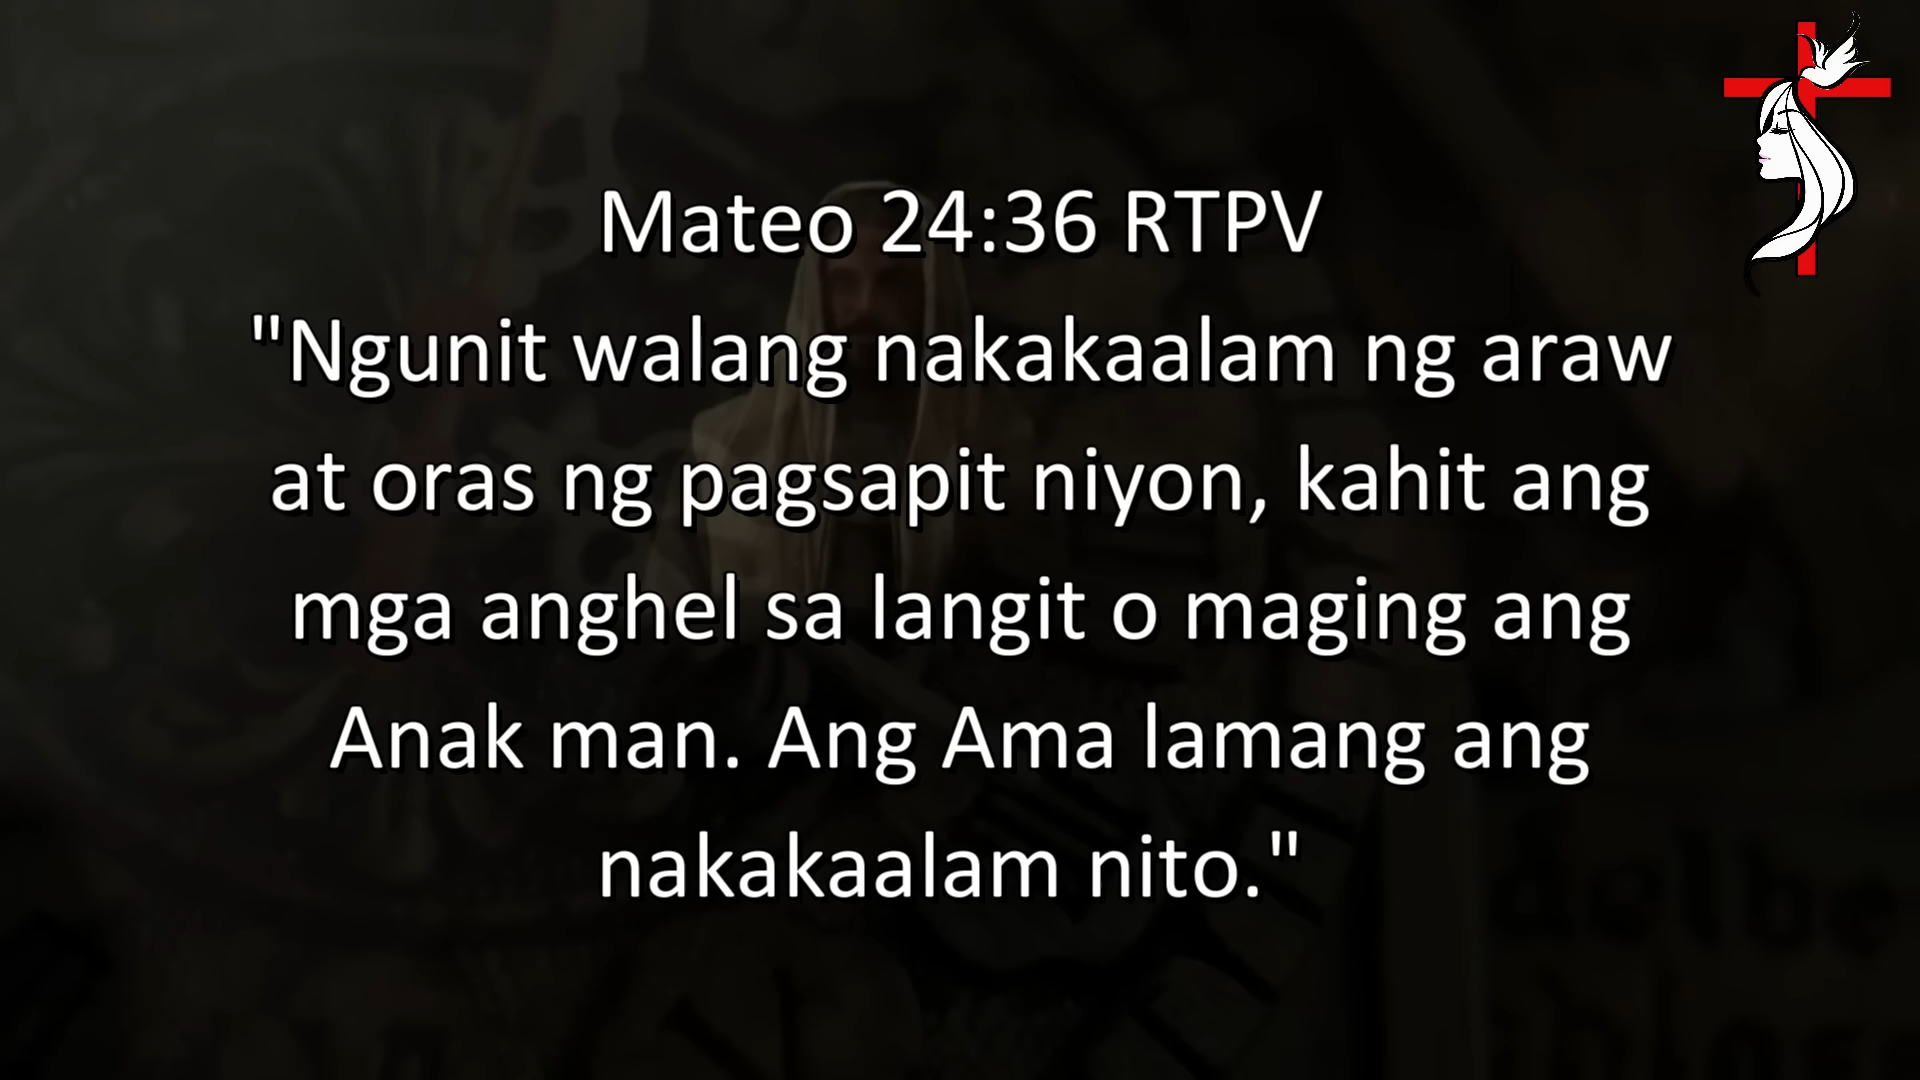 Mateo 24:36 RTPV
"Ngunit walang nakakaalam ng araw
at oras ng pagsapit niyon, kahit ang
mga anghel sa langit o maging ang
Anak man. Ang Ama lamang ang
nakakaalam nito."